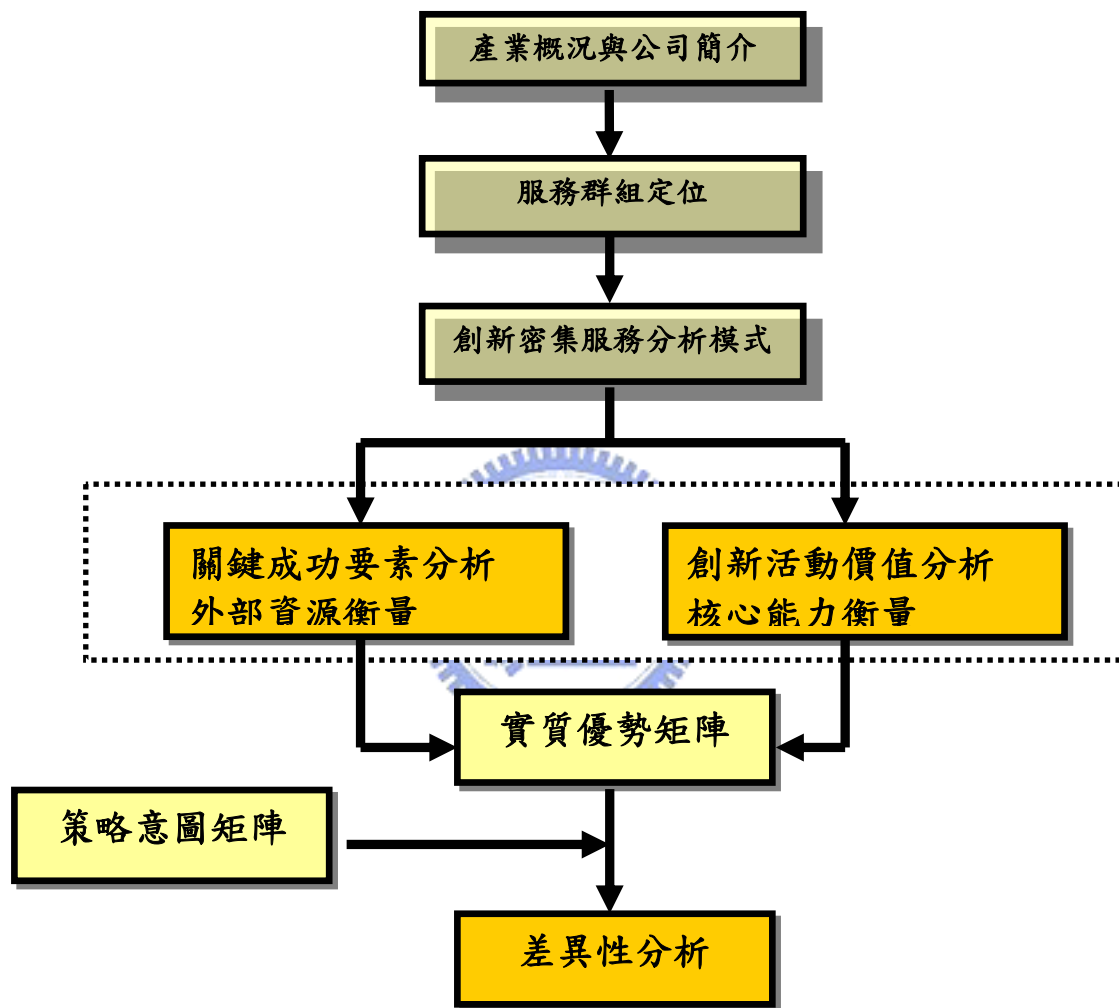 產業概況與公司簡介
服務群組定位
創新密集服務分析模式
關鍵成功要素分析
外部資源衡量
創新活動價值分析
核心能力衡量
實質優勢矩陣
策略意圖矩陣
差異性分析